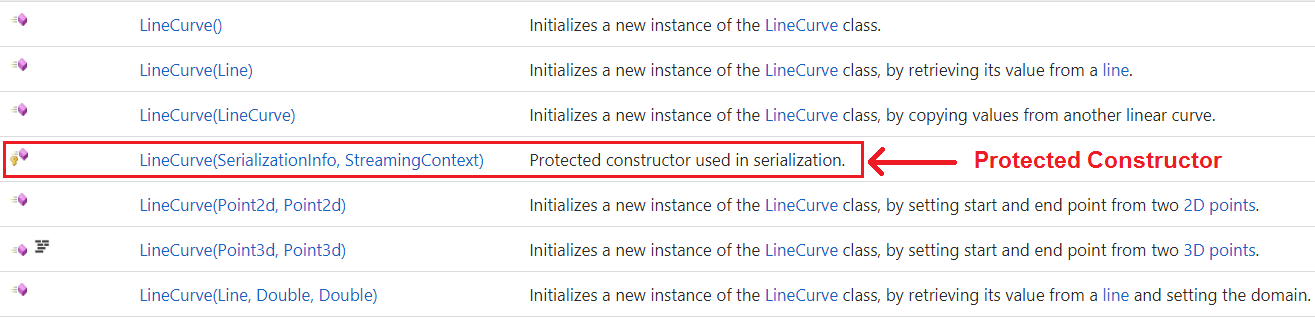 LineCurve() Initializes a new instance of the LineCurve class.
LineCurve(Line) Initializes a new instance of the LineCurve class, by retrieving its value from a line.
LineCurve(LineCurve) Initializes a new instance of the LineCurve class, by copying values from another linear curve.
LineCurve(SerializationInfo, StreamingContext) Protected constructor used in serialization. Protected Constructor
LineCurve(Point2d, Point2d) Initializes a new instance of the LineCurve class, by setting start and end point from two 2D points.
LineCurve(Point3d, Point3d) Initializes a new instance of the LineCurve class, by setting start and end point from two 3D points.
LineCurve(Line, Double, Double) Initializes a new instance of the LineCurve class, by retrieving its value from a line and setting the domain.